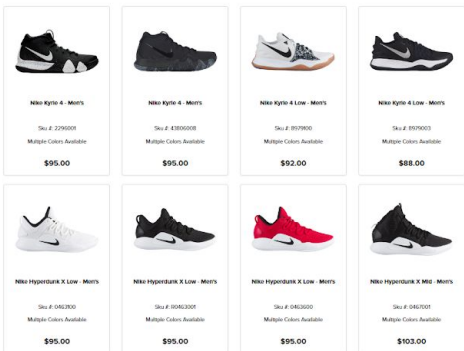 Nike Kyrie 4 - Men's
Nike Kyrie 4 - Men's
Nike Kyrie 4 Low - Men's
Nike Kyrie 4 Low - Men's
Sku #: 2296001
Sku #: 43806008
Sku #: 8979100
Sku #: 8979003
Multiple Colors Available
Multiple Colors Available
Multiple Colors Available
Multiple Colors Available
$95.00
$95.00
$92.00
$88.00
Nike Hyperdunk X Low - Men's
Nike Hyperdunk X Low - Men's
Nike Hyperdunk X Low - Men's
Nike Hyperdunk X Mid - Men's
Sku #: 0463100
Sku #: R0463001
Sku #: 0463600
Sku #: 0467001
Multiple Colors Available
Multiple Colors Available
Multiple Colors Available
Multiple Colors Available
$95.00
$95.00
$95.00
$103.00